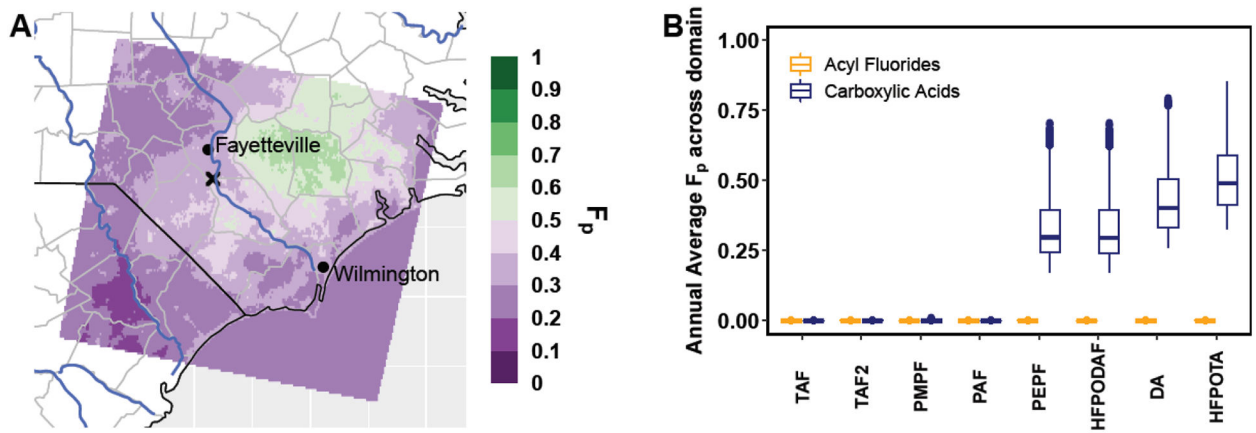 A
Fayetteville
Wilmington
1
0.9
0.8
0.7
0.6
0.5
0.4
0.3
0.2
0.1
0
Fp
B
Annual Average Fp across domain
1.00
0.75
0.50
0.25
0.00
Acyl Fluorides
Carboxylic Acids
TAF
TAF2
PMPF
PAF
PEPF
HFPODAF
DA
HFPOTA